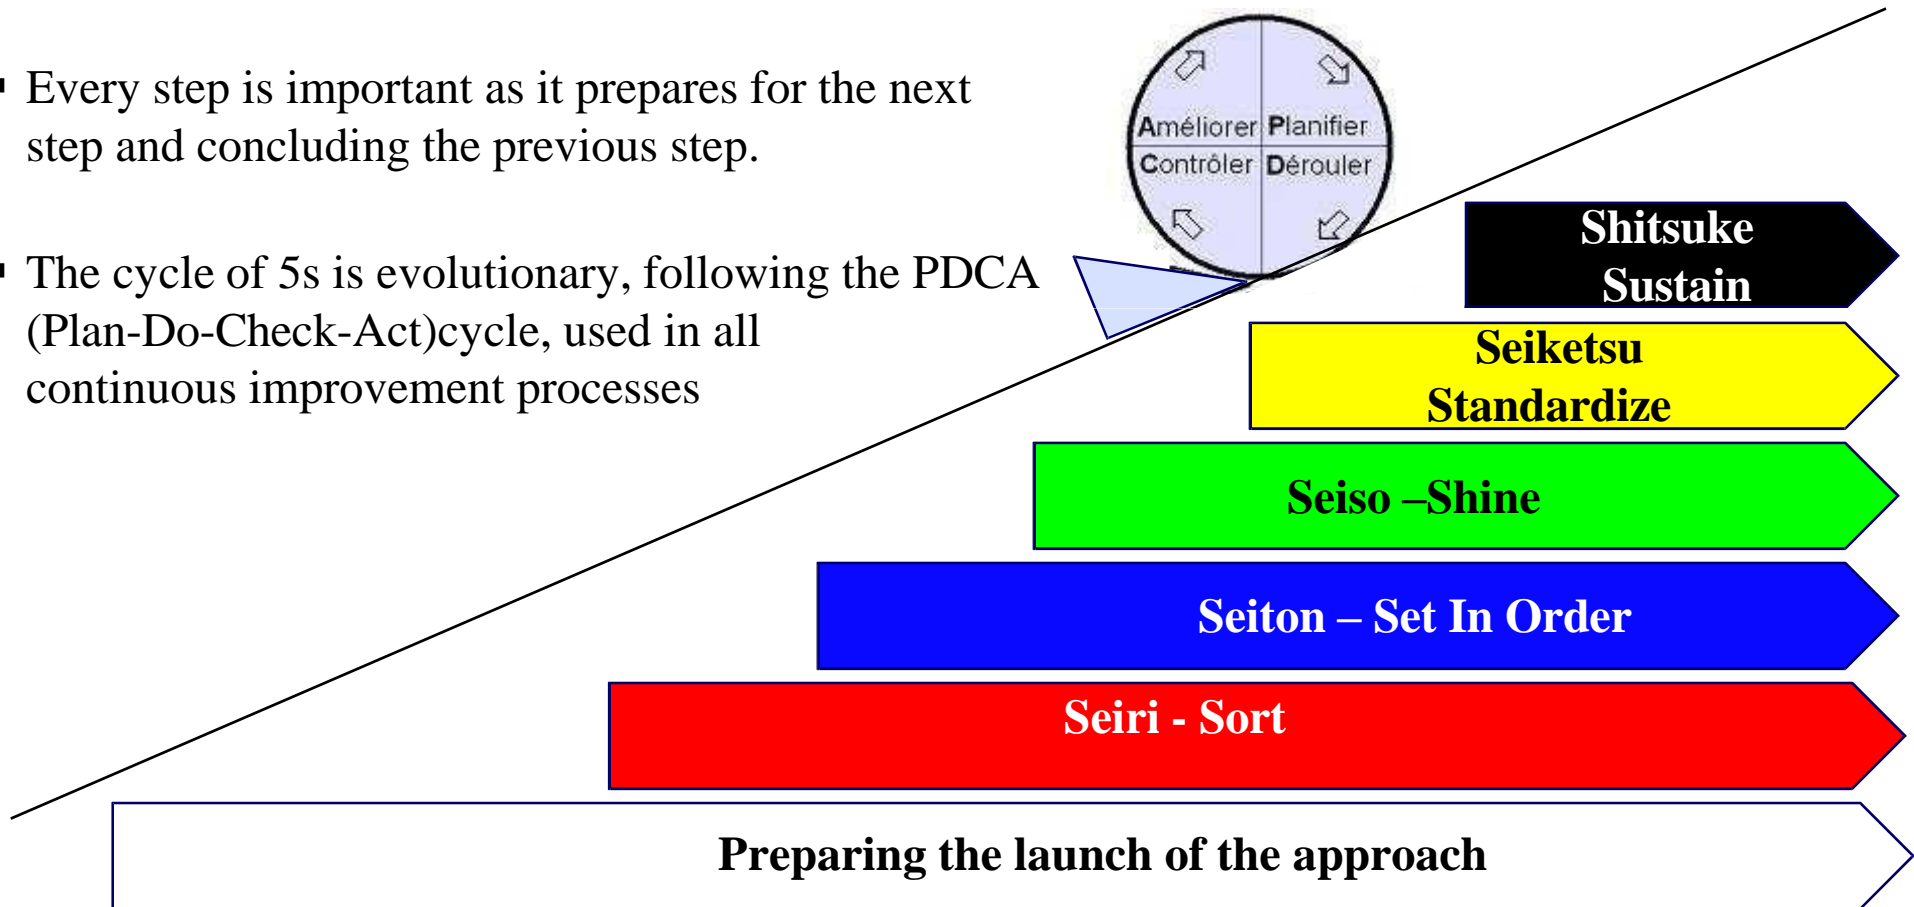 ▪ Every step is important as it prepares for the next
step and concluding the previous step.
▪ The cycle of 5s is evolutionary, following the PDCA
(Plan-Do-Check-Act)cycle, used in all
continuous improvement processes
Améliorer Planifier
Contrôler Dérouler
Shitsuke
Sustain
Seiketsu
Standardize
Seiso –Shine
Seiton – Set In Order
Seiri - Sort
Preparing the launch of the approach